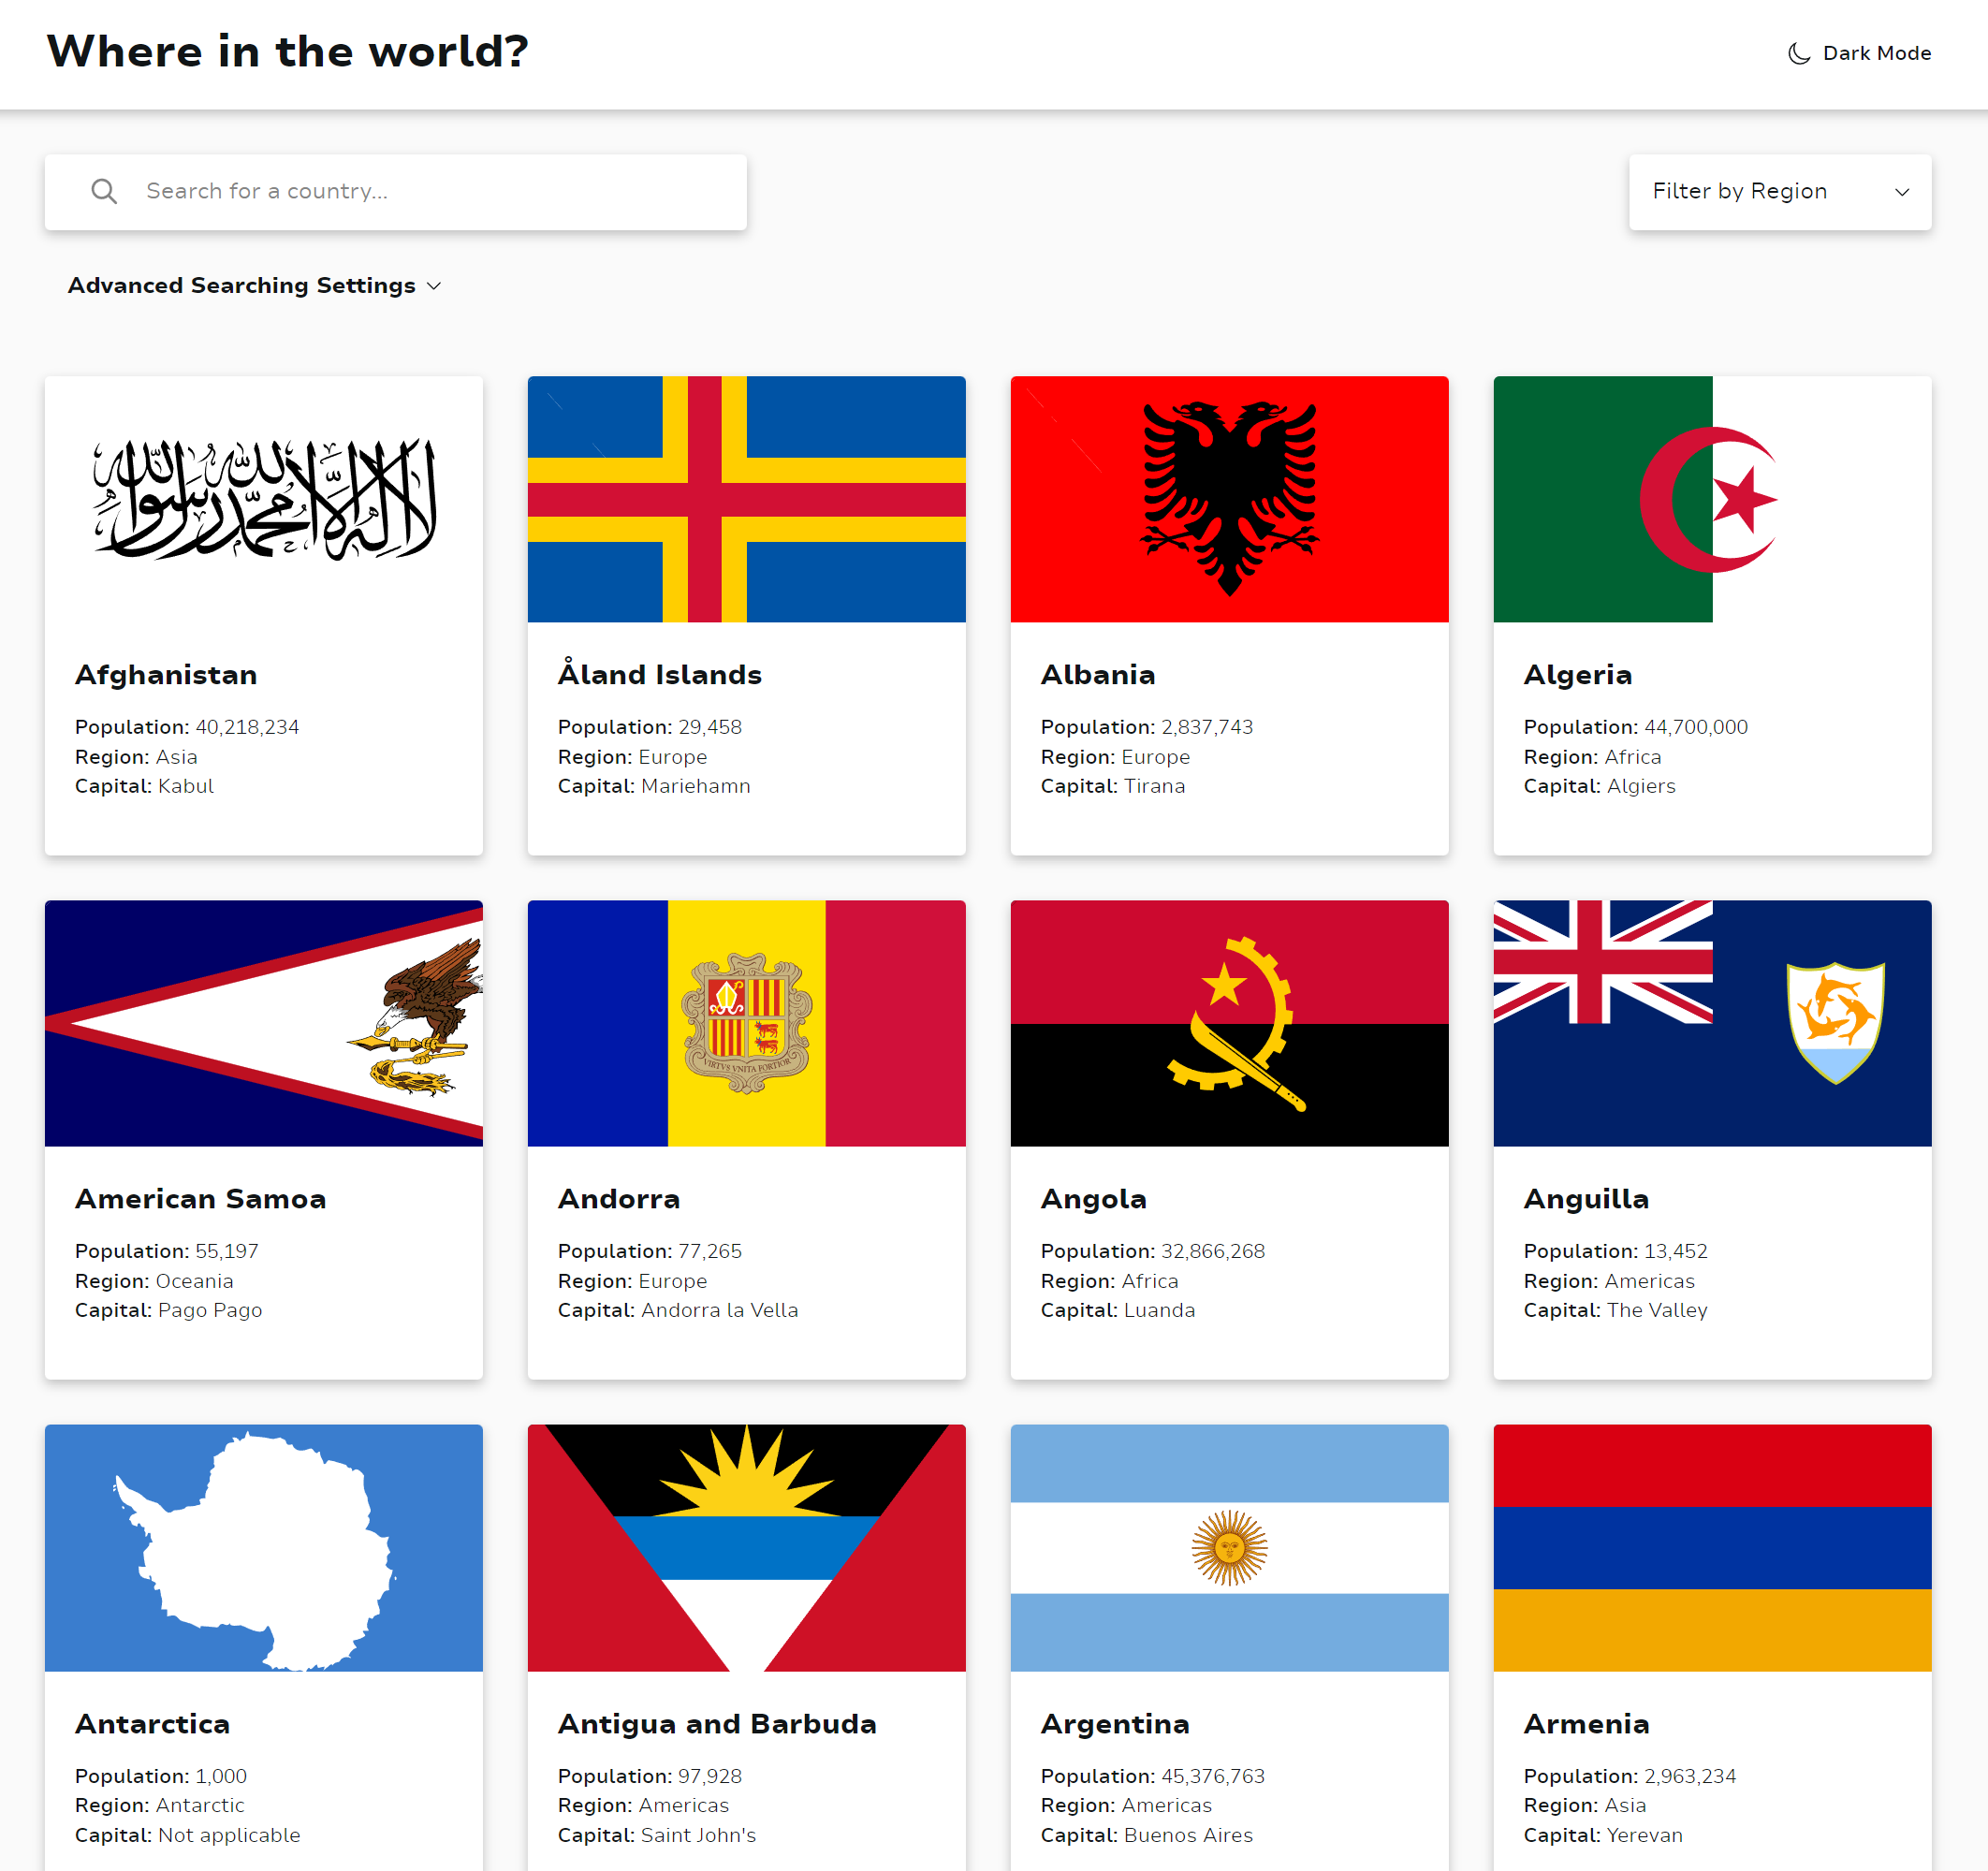 Where in the world?
Dark Mode
Search for a country...
Filter by Region
Advanced Searching Settings
لا إله إلا الله محمد رسول الله
Afghanistan
Population: 40,218,234
Region: Asia
Capital: Kabul
Åland Islands
Population: 29,458
Region: Europe
Capital: Mariehamn
Albania
Population: 2,837,743
Region: Europe
Capital: Tirana
Algeria
Population: 44,700,000
Region: Africa
Capital: Algiers
American Samoa
Population: 55,197
Region: Oceania
Capital: Pago Pago
VIRTVS VNITA FORTIOR
Andorra
Population: 77,265
Region: Europe
Capital: Andorra la Vella
Angola
Population: 32,866,268
Region: Africa
Capital: Luanda
Anguilla
Population: 13,452
Region: Americas
Capital: The Valley
Antarctica
Population: 1,000
Region: Antarctic
Capital: Not applicable
Antigua and Barbuda
Population: 97,928
Region: Americas
Capital: Saint John's
Argentina
Population: 45,376,763
Region: Americas
Capital: Buenos Aires
Armenia
Population: 2,963,234
Region: Asia
Capital: Yerevan